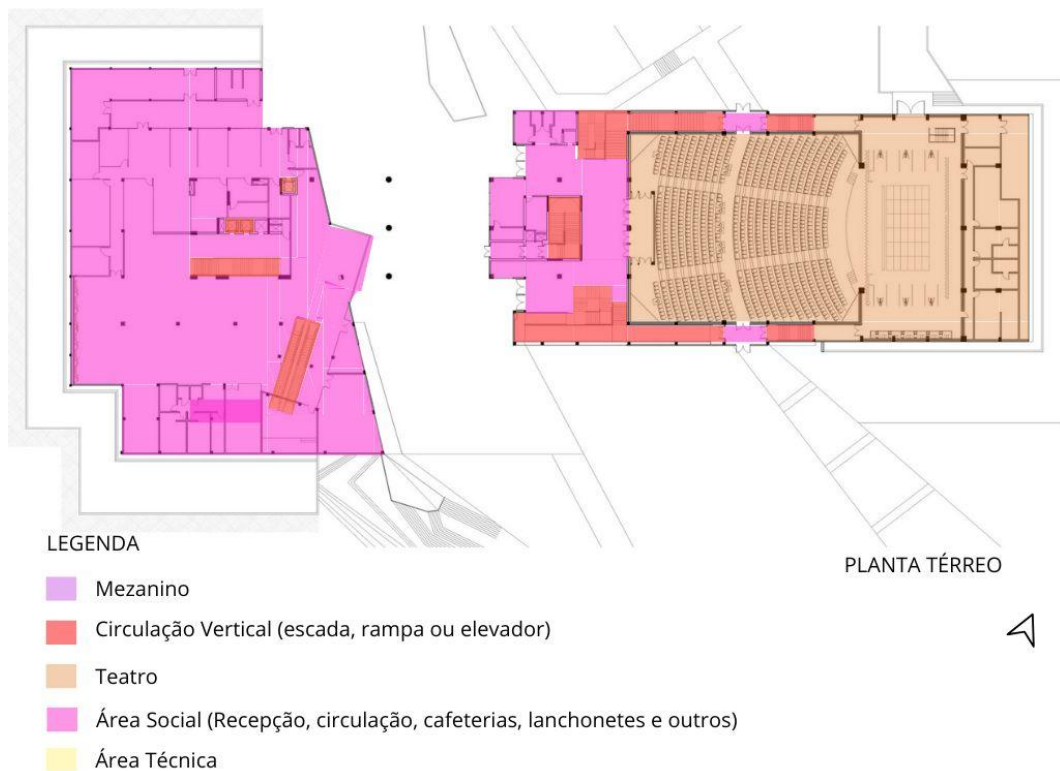 LEGENDA
PLANTA TÉRREO
Mezanino
Circulação Vertical (escada, rampa ou elevador)
Teatro
Área Social (Recepção, circulação, cafeterias, lanchonetes e outros)
Área Técnica